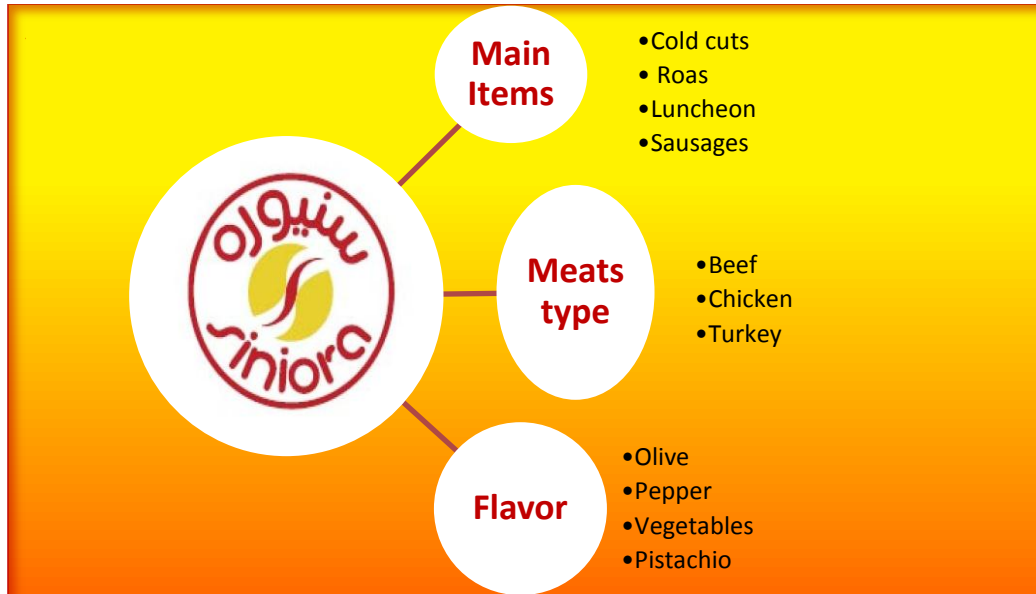 Main
Items
•Cold cuts
• Roas
•Luncheon
•Sausages
سنيوره
siniora
Meats
type
•Beef
•Chicken
•Turkey
Flavor
•Olive
•Pepper
•Vegetables
•Pistachio